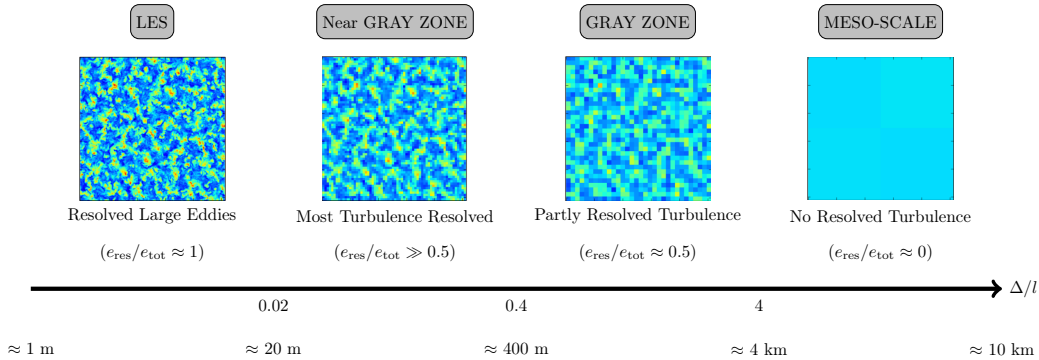 LES Near GRAY ZONE GRAY ZONE MESO-SCALE
Resolved Large Eddies Most Turbulence Resolved Partly Resolved Turbulence No Resolved Turbulence
(e_res/e_tot ≈ 1) (e_res/e_tot ≫ 0.5) (e_res/e_tot ≈ 0.5) (e_res/e_tot ≈ 0)
Δ/l
0.02 0.4 4
≈ 1 m ≈ 20 m ≈ 400 m ≈ 4 km ≈ 10 km